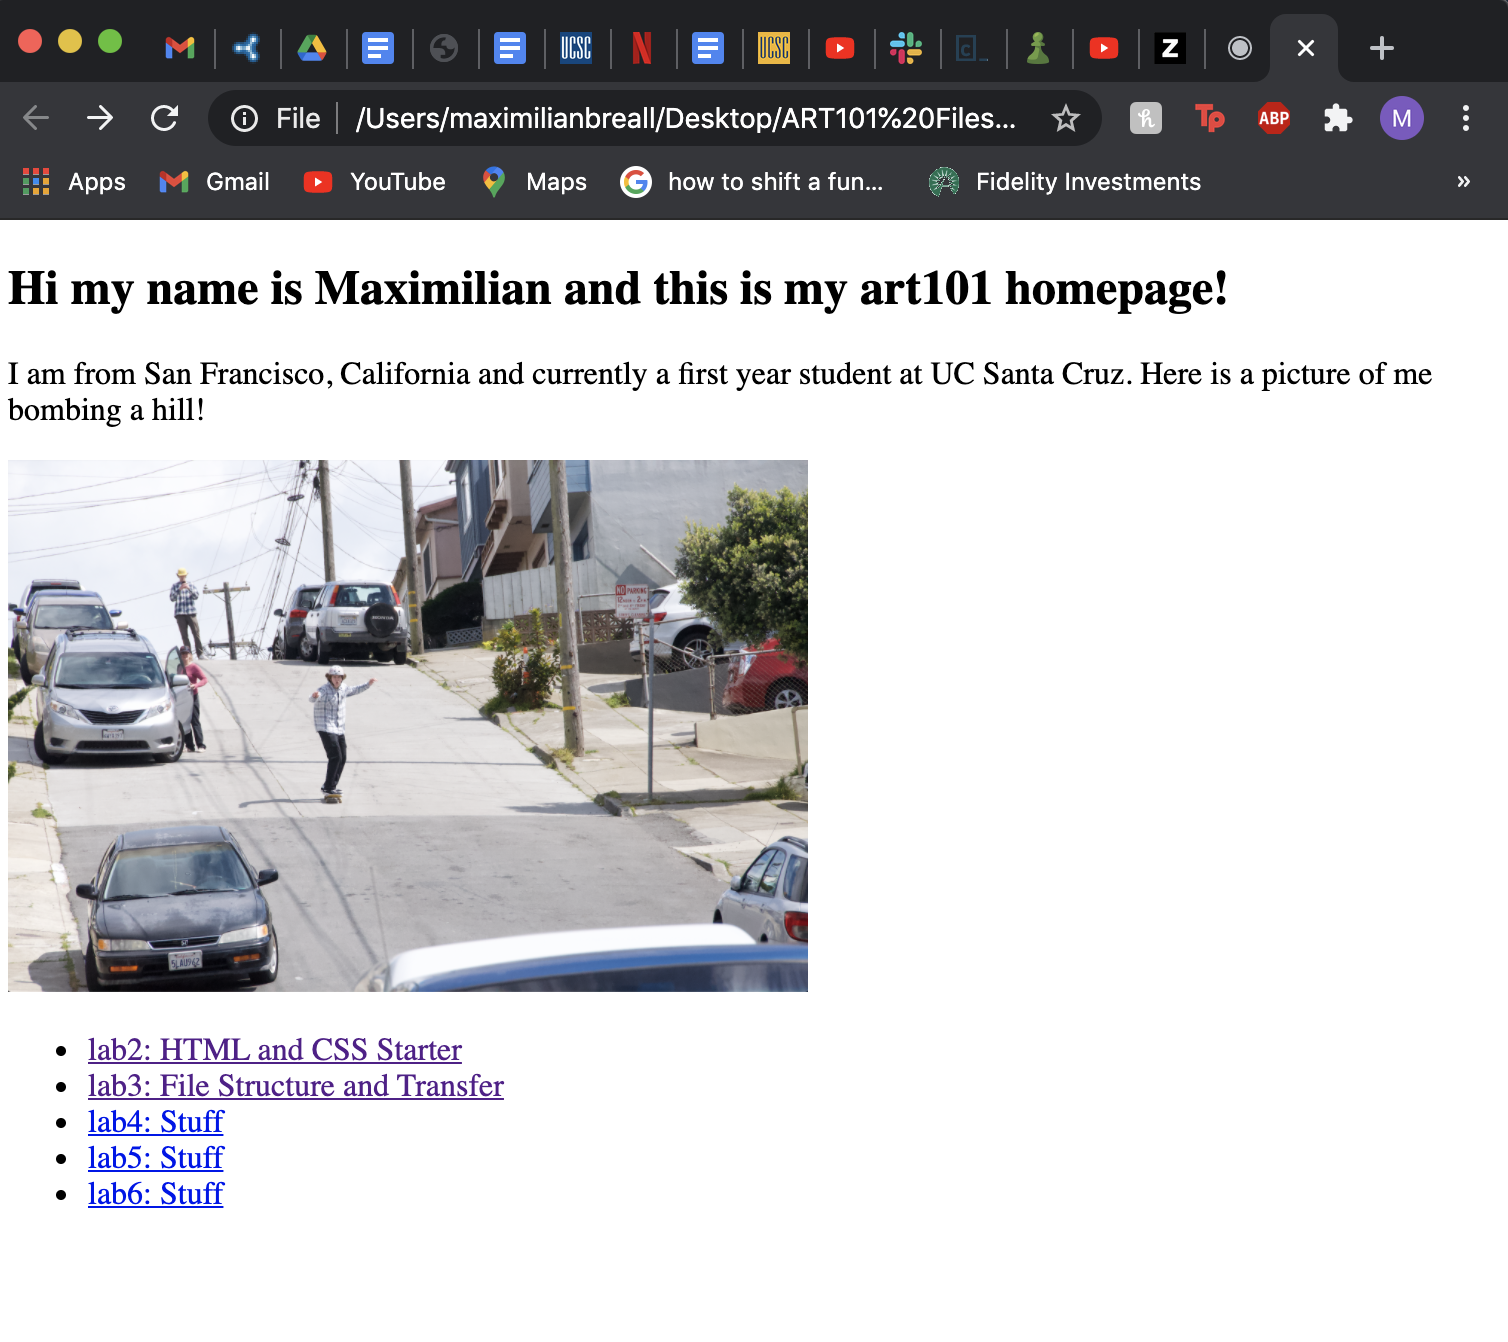 UCSC
N
UCSC
Z
File /Users/maximilianbreall/Desktop/ART101%20Files...
h Tp ABP M
Apps Gmail YouTube Maps how to shift a fun... Fidelity Investments »
Hi my name is Maximilian and this is my art101 homepage!
I am from San Francisco, California and currently a first year student at UC Santa Cruz. Here is a picture of me
bombing a hill!
HONDA
NO PARKING
lab2: HTML and CSS Starter
lab3: File Structure and Transfer
lab4: Stuff
lab5: Stuff
lab6: Stuff